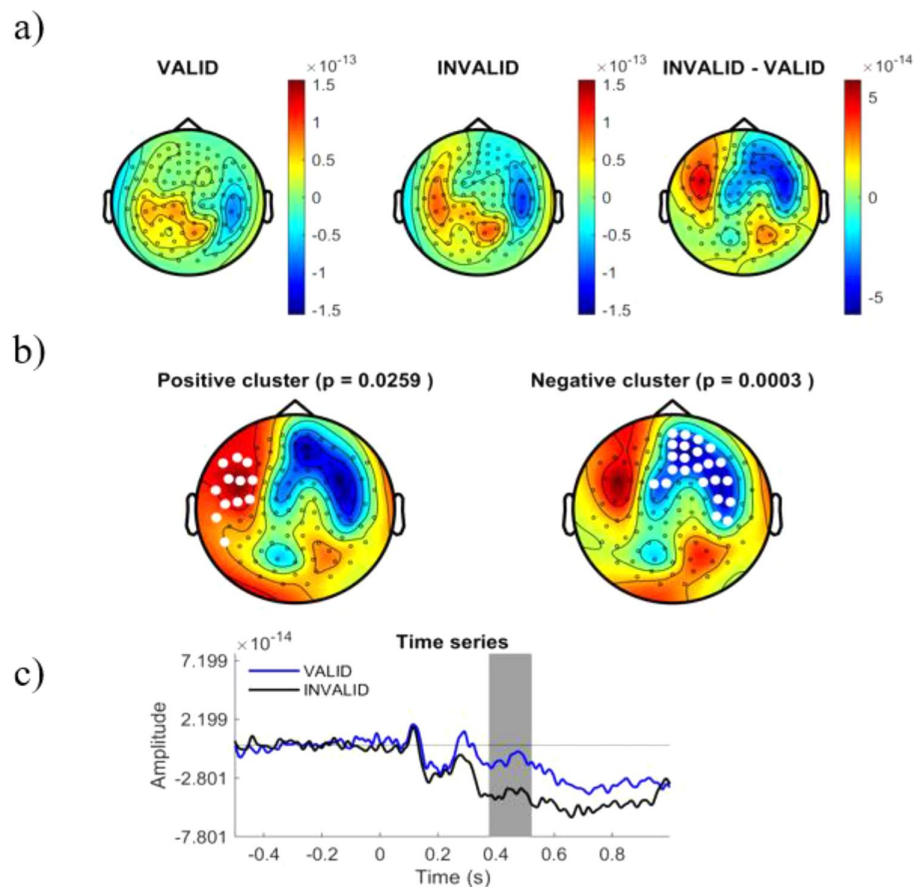 a)
VALID
INVALID
INVALID - VALID
×10-13
×10-13
×10-14
1.5
1
0.5
0
-0.5
-1
-1.5
1.5
1
0.5
0
-0.5
-1
-1.5
5
0
-5
b)
Positive cluster (p = 0.0259 )
Negative cluster (p = 0.0003 )
c)
×10-14
Time series
7.199
2.199
-2.801
-7.801
Amplitude
VALID
INVALID
-0.4 -0.2 0 0.2 0.4 0.6 0.8
Time (s)